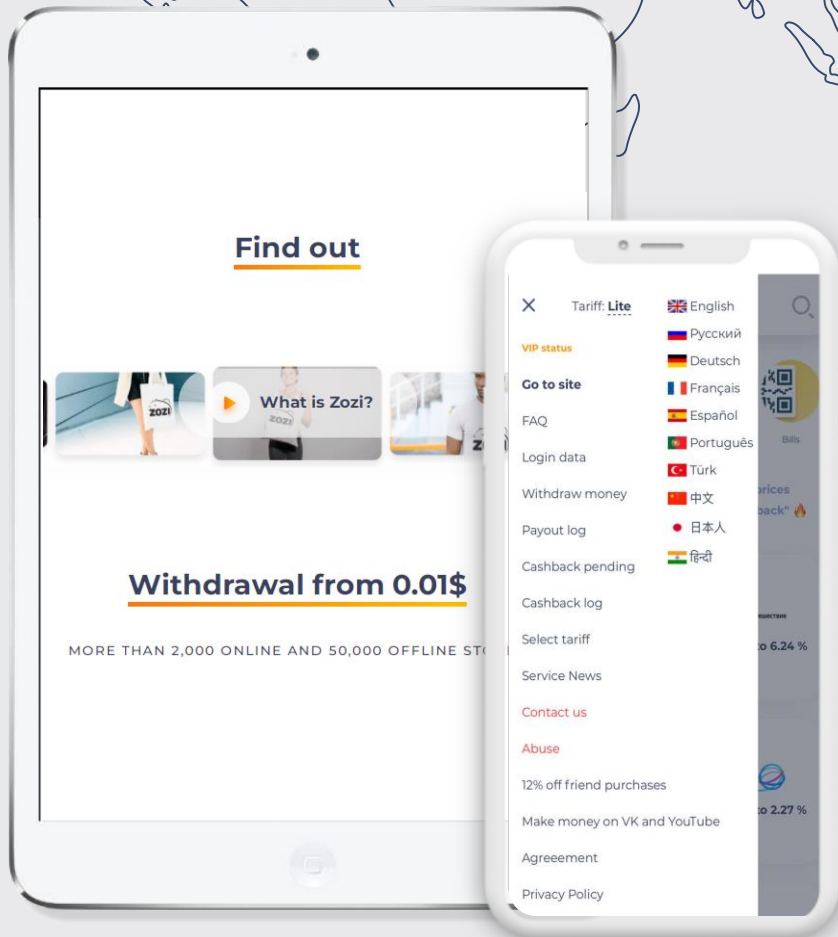 Find out
ZOZI
What is Zozi?
ZOZI
Withdrawal from 0.01$
MORE THAN 2,000 ONLINE AND 50,000 OFFLINE
Tariff: Lite
VIP status
Go to site
FAQ
Login data
Withdraw money
Payout log
Cashback pending
Cashback log
Select tariff
Service News
Contact us
Abuse
12% off friend purchases
Make money on VK and YouTube
Agreeement
Privacy Policy
English
Русский
Deutsch
Français
Español
Português
Türk
中文
日本人
हिन्दी
Bills
prices
back" 🔥
to 6.24 %
to 2.27 %